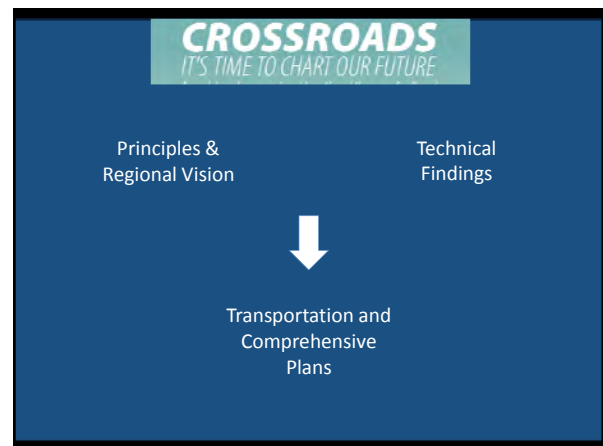 CROSSROADS
IT'S TIME TO CHART OUR FUTURE
Principles &
Regional Vision
Technical
Findings
Transportation and
Comprehensive
Plans